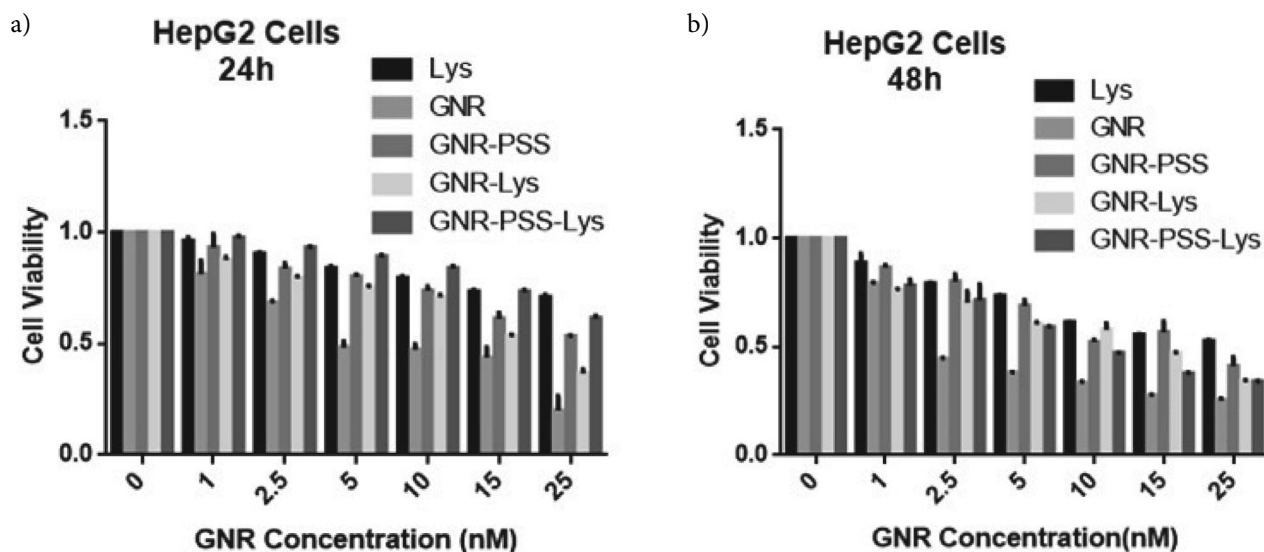 a)
HepG2 Cells
24h
Lys
GNR
GNR-PSS
GNR-Lys
GNR-PSS-Lys
1.5
1.0
0.5
0.0
Cell Viability
0 1 2.5 5 10 15 25
GNR Concentration (nM)
b)
HepG2 Cells
48h
Lys
GNR
GNR-PSS
GNR-Lys
GNR-PSS-Lys
1.5
1.0
0.5
0.0
Cell Viability
0 1 2.5 5 10 15 25
GNR Concentration(nM)